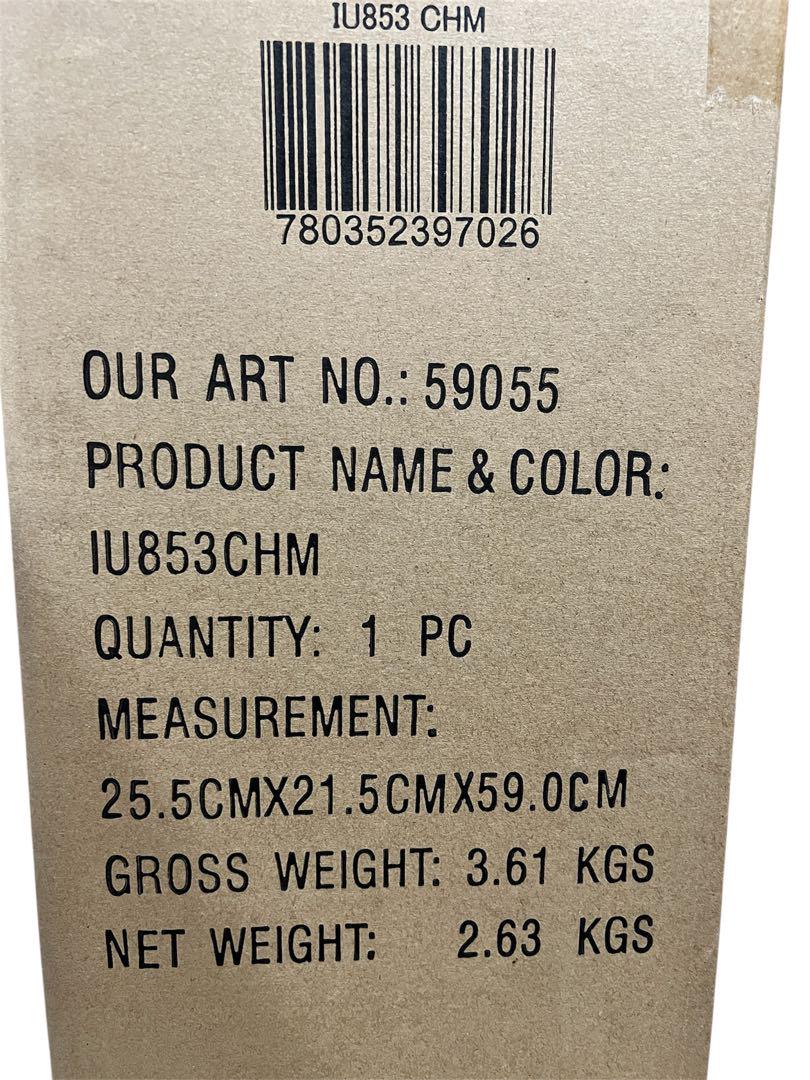 IU853 CHM
780352397026
OUR ART NO.: 59055
PRODUCT NAME & COLOR:
IU853CHM
QUANTITY: 1 PC
MEASUREMENT:
25.5CMX21.5CMX59.0CM
GROSS WEIGHT: 3.61 KGS
NET WEIGHT: 2.63 KGS